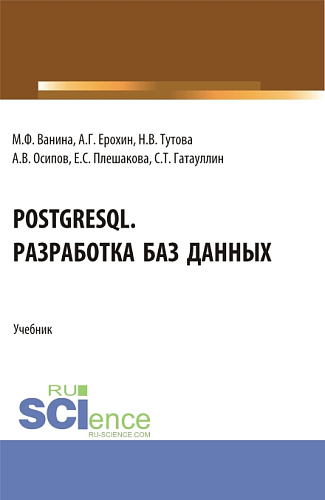 М.Ф. Ванина, А.Г. Ерохин, Н.В. Тутова
А.В. Осипов, Е.С. Плешакова, С.Т. Гатауллин
POSTGRESQL.
РАЗРАБОТКА БАЗ ДАННЫХ
Учебник
RU
SCIence
RU-SCIENCE.COM